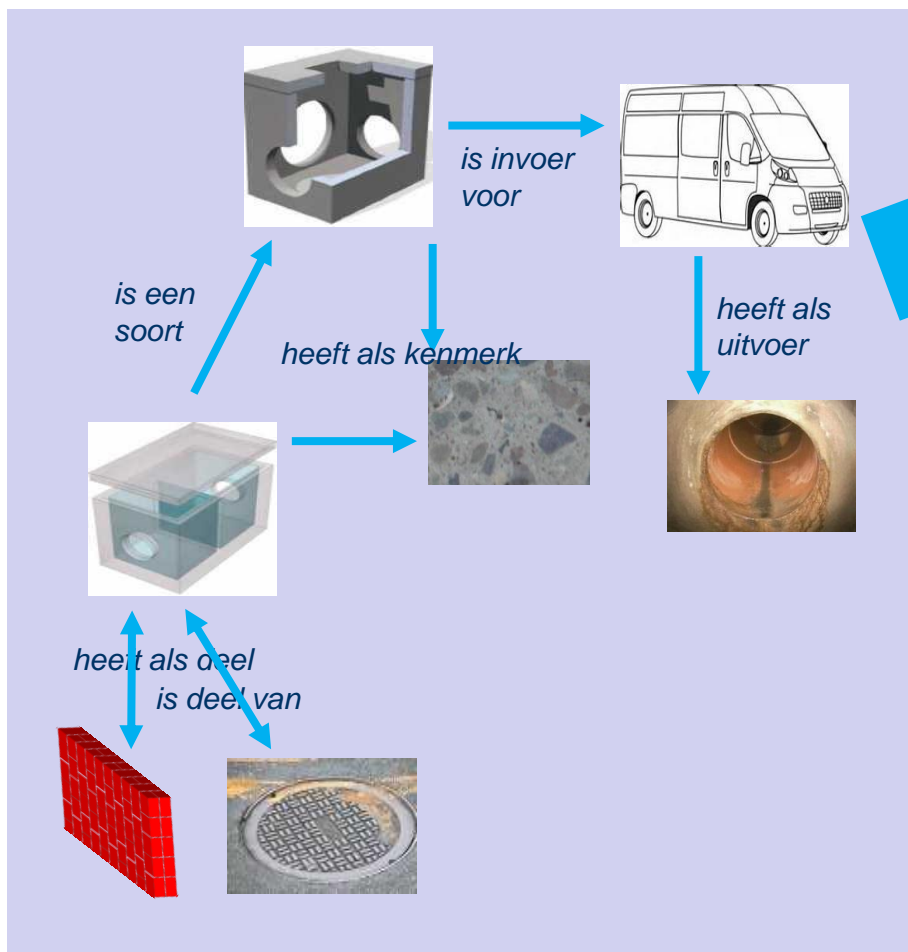 is invoer
voor
is een
soort
heeft als
uitvoer
heeft als kenmerk
heeft als deel
is deel van